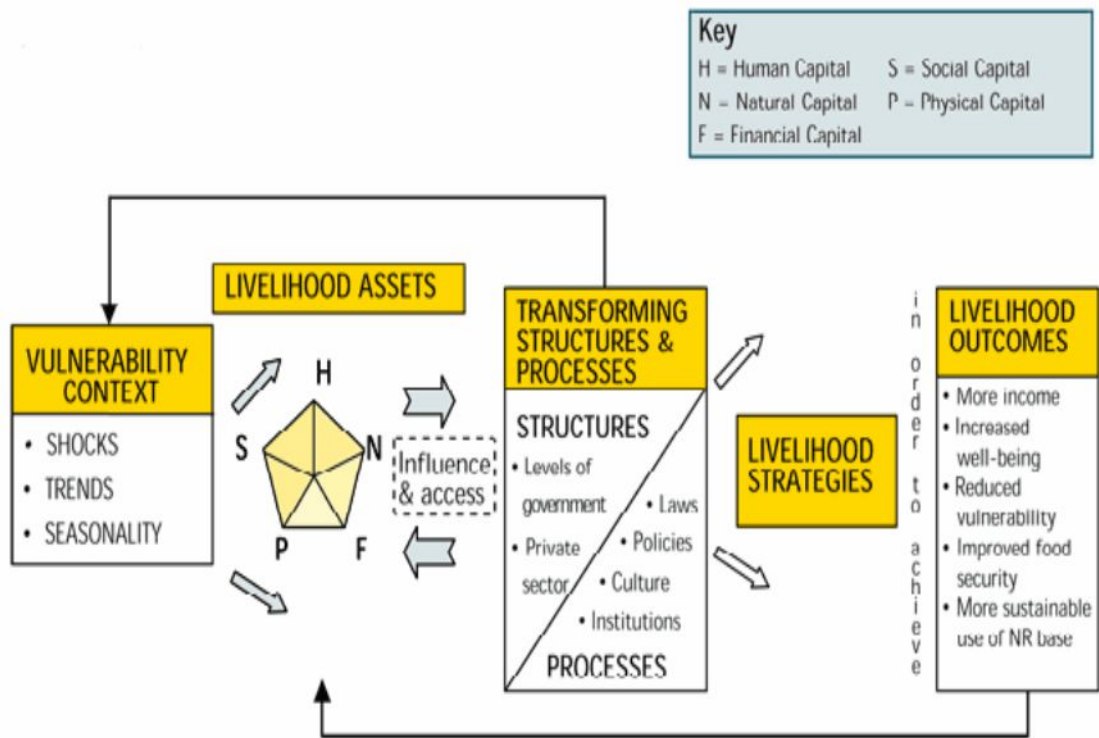 Key
H = Human Capital S = Social Capital
N = Natural Capital P = Physical Capital
F = Financial Capital
LIVELIHOOD ASSETS
VULNERABILITY
CONTEXT
• SHOCKS
• TRENDS
• SEASONALITY
H
S
N
P
F
Influence
& access
TRANSFORMING
STRUCTURES &
PROCESSES
STRUCTURES
• Levels of
government
• Private
sector
• Laws
• Policies
• Culture
• Institutions
PROCESSES
LIVELIHOOD
STRATEGIES
in order to achieve
LIVELIHOOD
OUTCOMES
• More income
• Increased
well-being
• Reduced
vulnerability
• Improved food
security
• More sustainable
use of NR base